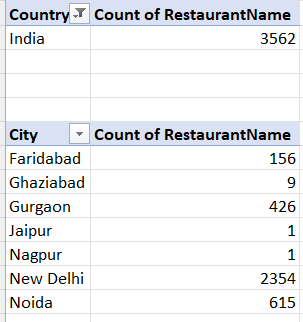 Country Count of RestaurantName
India 3562
City Count of RestaurantName
Faridabad 156
Ghaziabad 9
Gurgaon 426
Jaipur 1
Nagpur 1
New Delhi 2354
Noida 615